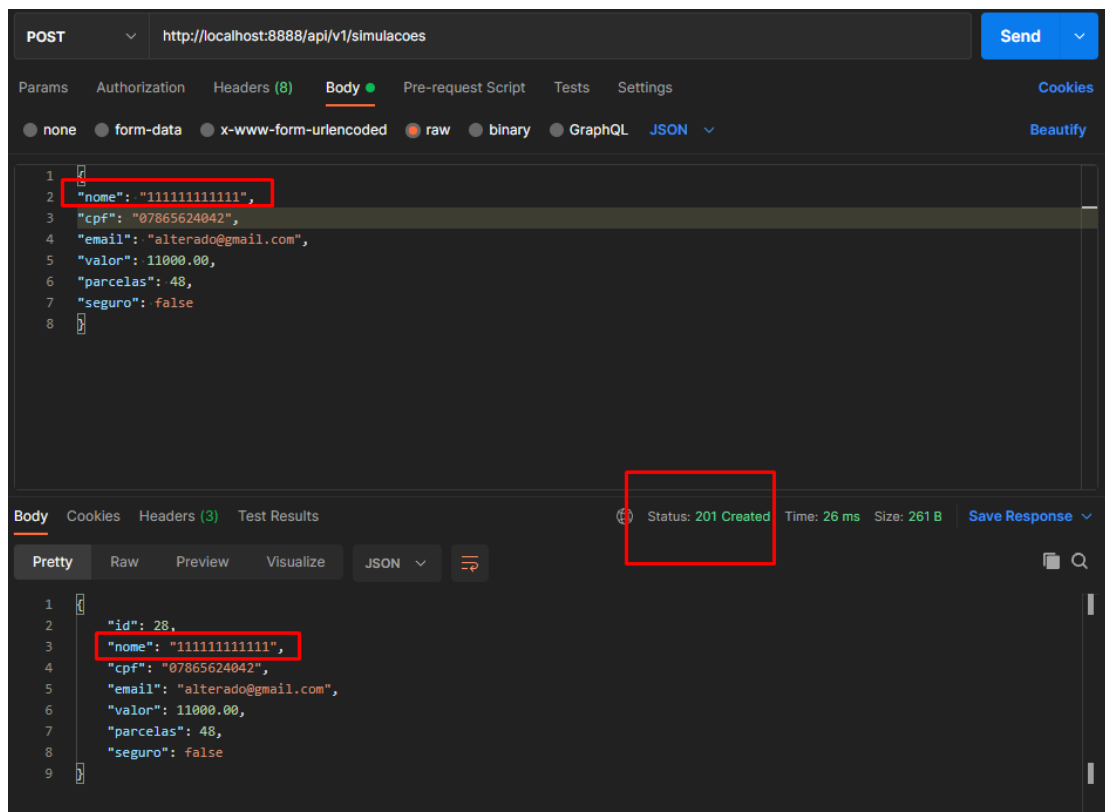 POST http://localhost:8888/api/v1/simulacoes Send
Params Authorization Headers (8) Body Pre-request Script Tests Settings Cookies
none form-data x-www-form-urlencoded raw binary GraphQL JSON Beautify
1 {
2 "nome": "111111111111",
3 "cpf": "07865624042",
4 "email": "alterado@gmail.com",
5 "valor": 11000.00,
6 "parcelas": 48,
7 "seguro": false
8 }
Body Cookies Headers (3) Test Results Status: 201 Created Time: 26 ms Size: 261 B Save Response
Pretty Raw Preview Visualize JSON
1 {
2 "id": 28,
3 "nome": "111111111111",
4 "cpf": "07865624042",
5 "email": "alterado@gmail.com",
6 "valor": 11000.00,
7 "parcelas": 48,
8 "seguro": false
9 }